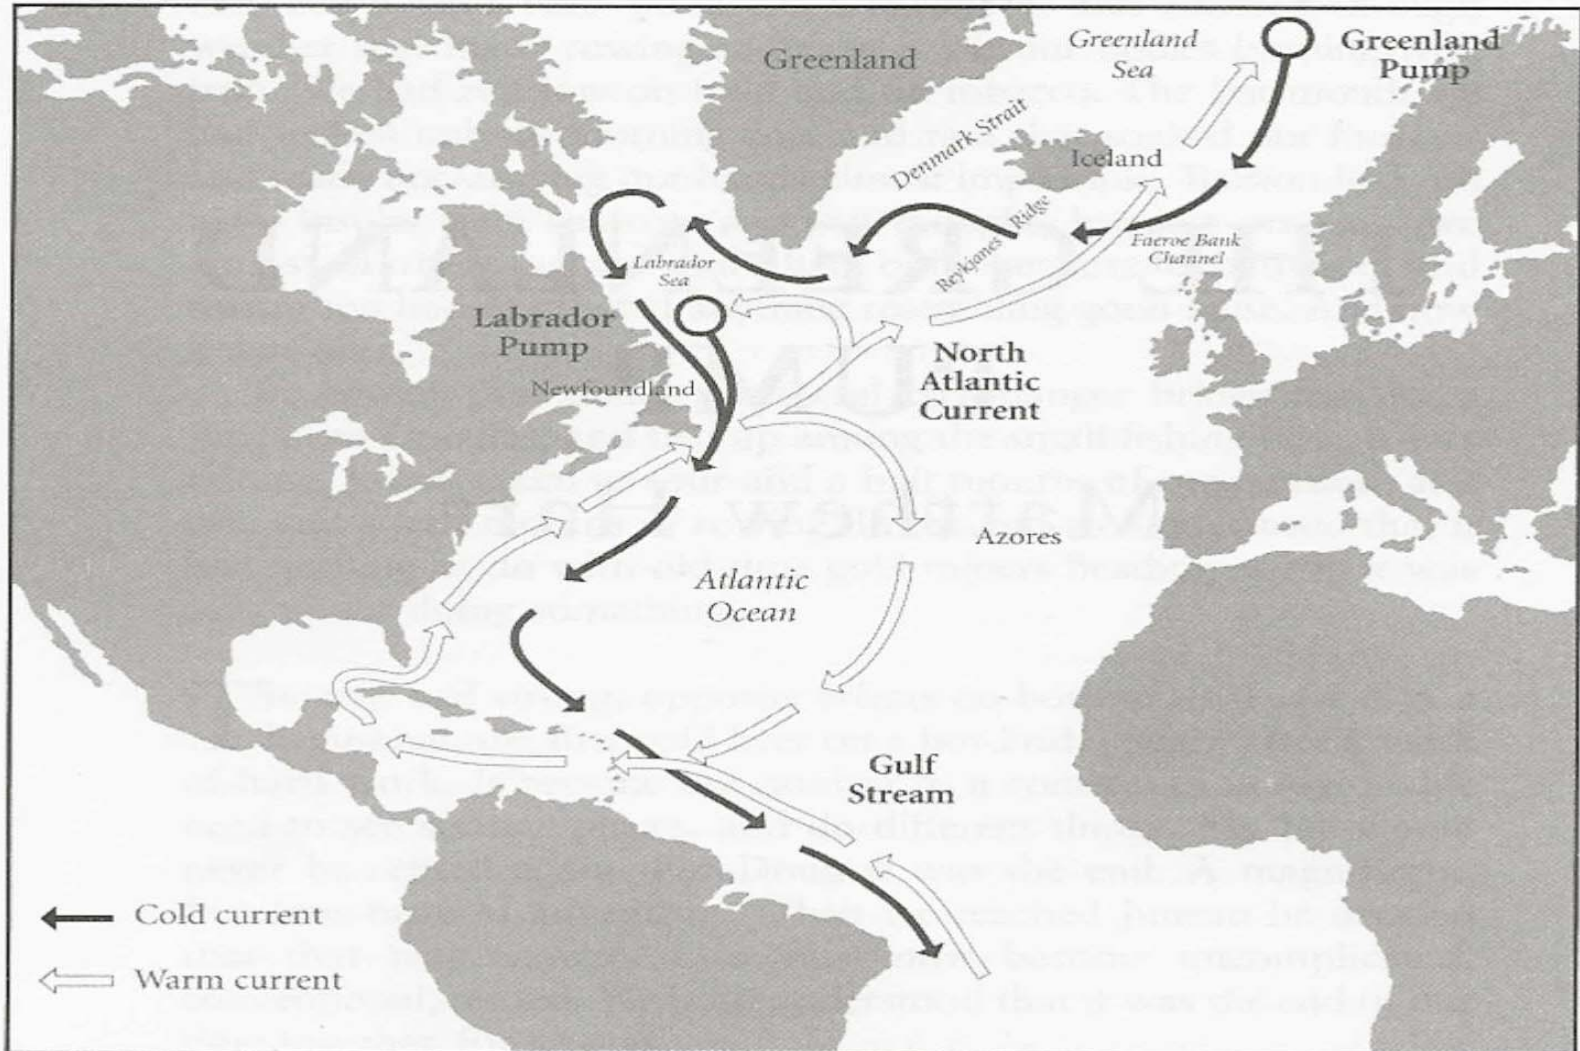 Greenland
Greenland
Sea
Greenland
Pump
Denmark Strait
Iceland
Reykjanes Ridge
Faeroe Bank
Channel
Labrador
Sea
Labrador
Pump
Newfoundland
North
Atlantic
Current
Azores
Atlantic
Ocean
Gulf
Stream
Cold current
Warm current